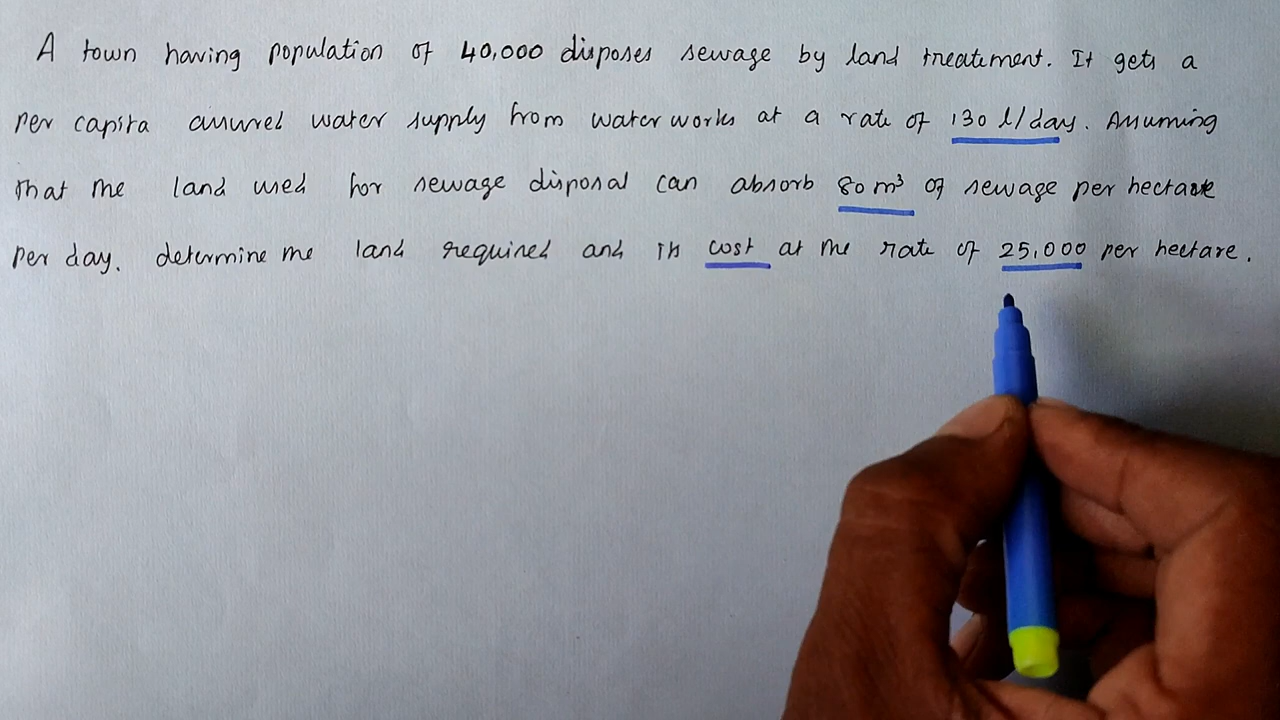 A town having population of 40,000 disposes sewage by land treatment. It gets a
per capita assured water supply from water works at a rate of 130 l/day. Assuming
that the land used for sewage disposal can absorb 80 m³ of sewage per hectare
per day. determine the land required and its cost at the rate of 25,000 per hectare.